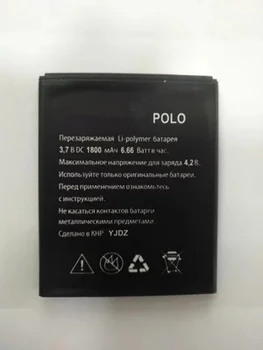 POLO
Перезаряжаемая Li-polymer батарея
3,7 В DC 1800 mAч 6.66 Ватт в час.
Максимальное напряжение для заряда 4,2 В.
Используйте только оригинальные батареи.
Перед применением ознакомьтесь
с инструкцией.
Не касаться контактов батареи
металлическими предметами.
Сделано в КНР YJDZ